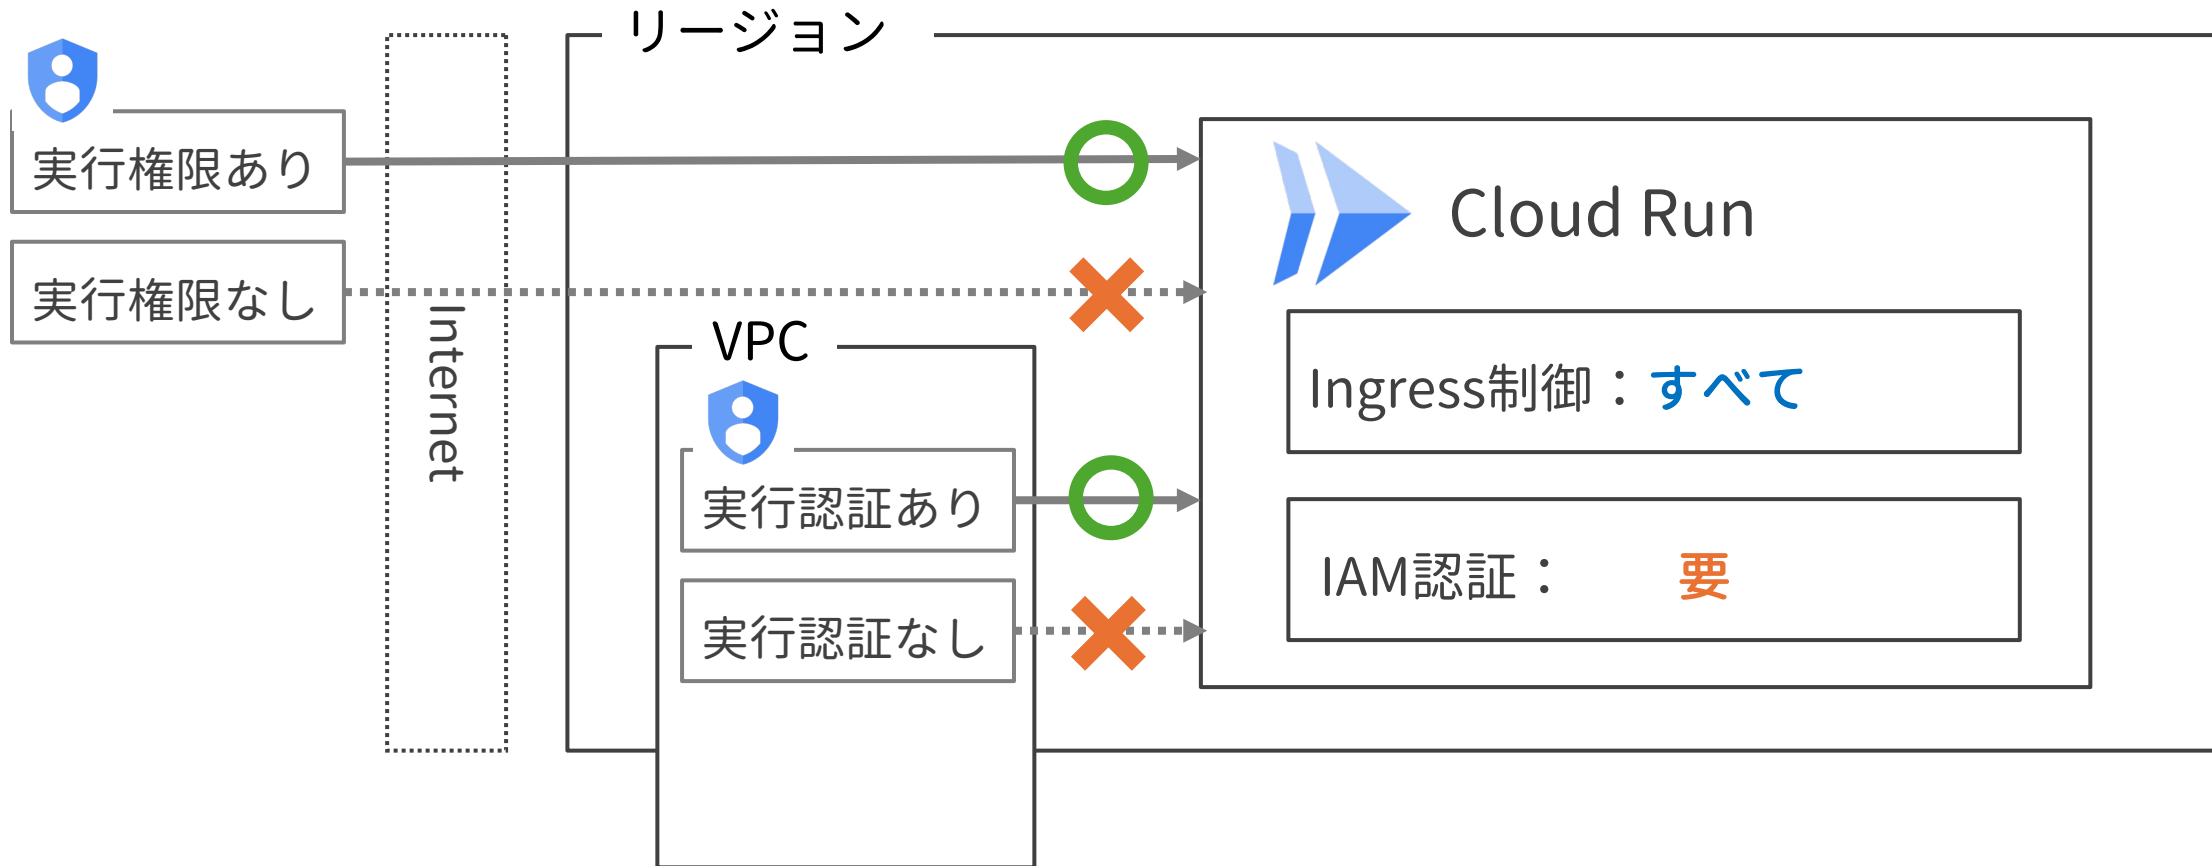 リージョン
実行権限あり
実行権限なし
Internet
VPC
実行認証あり
実行認証なし
Cloud Run
Ingress制御：すべて
IAM認証： 要